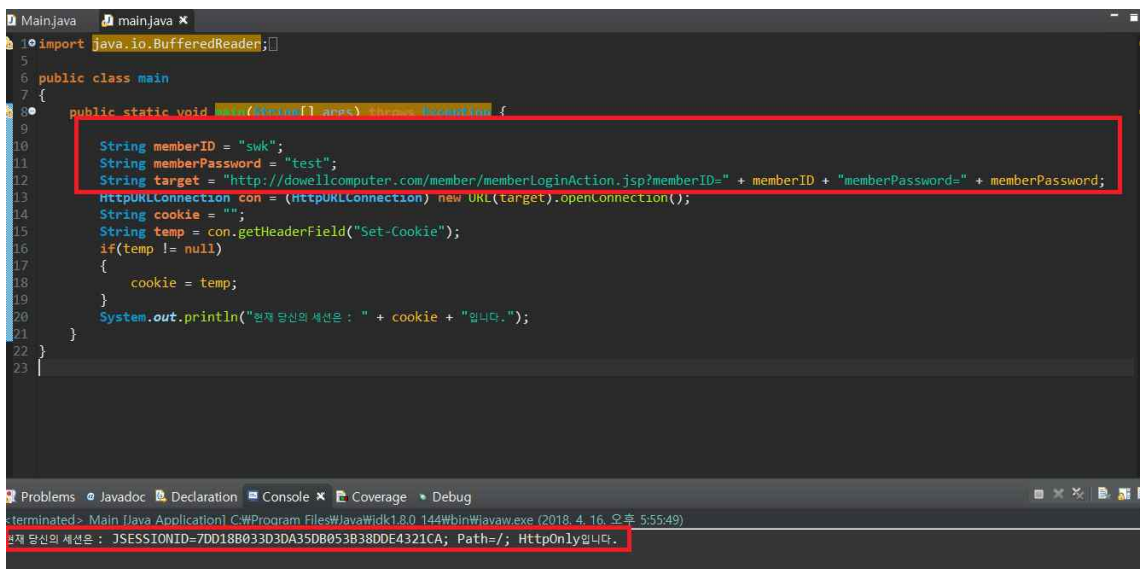 Main.java main.java
1 import java.io.BufferedReader;
5
6 public class main
7 {
8 public static void main(String[] args) throws Exception {
9
10 String memberID = "swk";
11 String memberPassword = "test";
12 String target = "http://dowellcomputer.com/member/memberLoginAction.jsp?memberID=" + memberID + "memberPassword=" + memberPassword;
13 HttpURLConnection con = (HttpURLConnection) new URL(target).openConnection();
14 String cookie = "";
15 String temp = con.getHeaderField("Set-Cookie");
16 if(temp != null)
17 {
18 cookie = temp;
19 }
20 System.out.println("현재 당신의 세션은 : " + cookie + "입니다.");
21 }
22 }
23
Problems Javadoc Declaration Console Coverage Debug
<terminated> Main [Java Application] C:₩Program Files₩Java₩jdk1.8.0_144₩bin₩javaw.exe (2018. 4. 16. 오후 5:55:49)
현재 당신의 세션은 : JSESSIONID=7DD18B033D3DA35DB053B38DDE4321CA; Path=/; HttpOnly입니다.